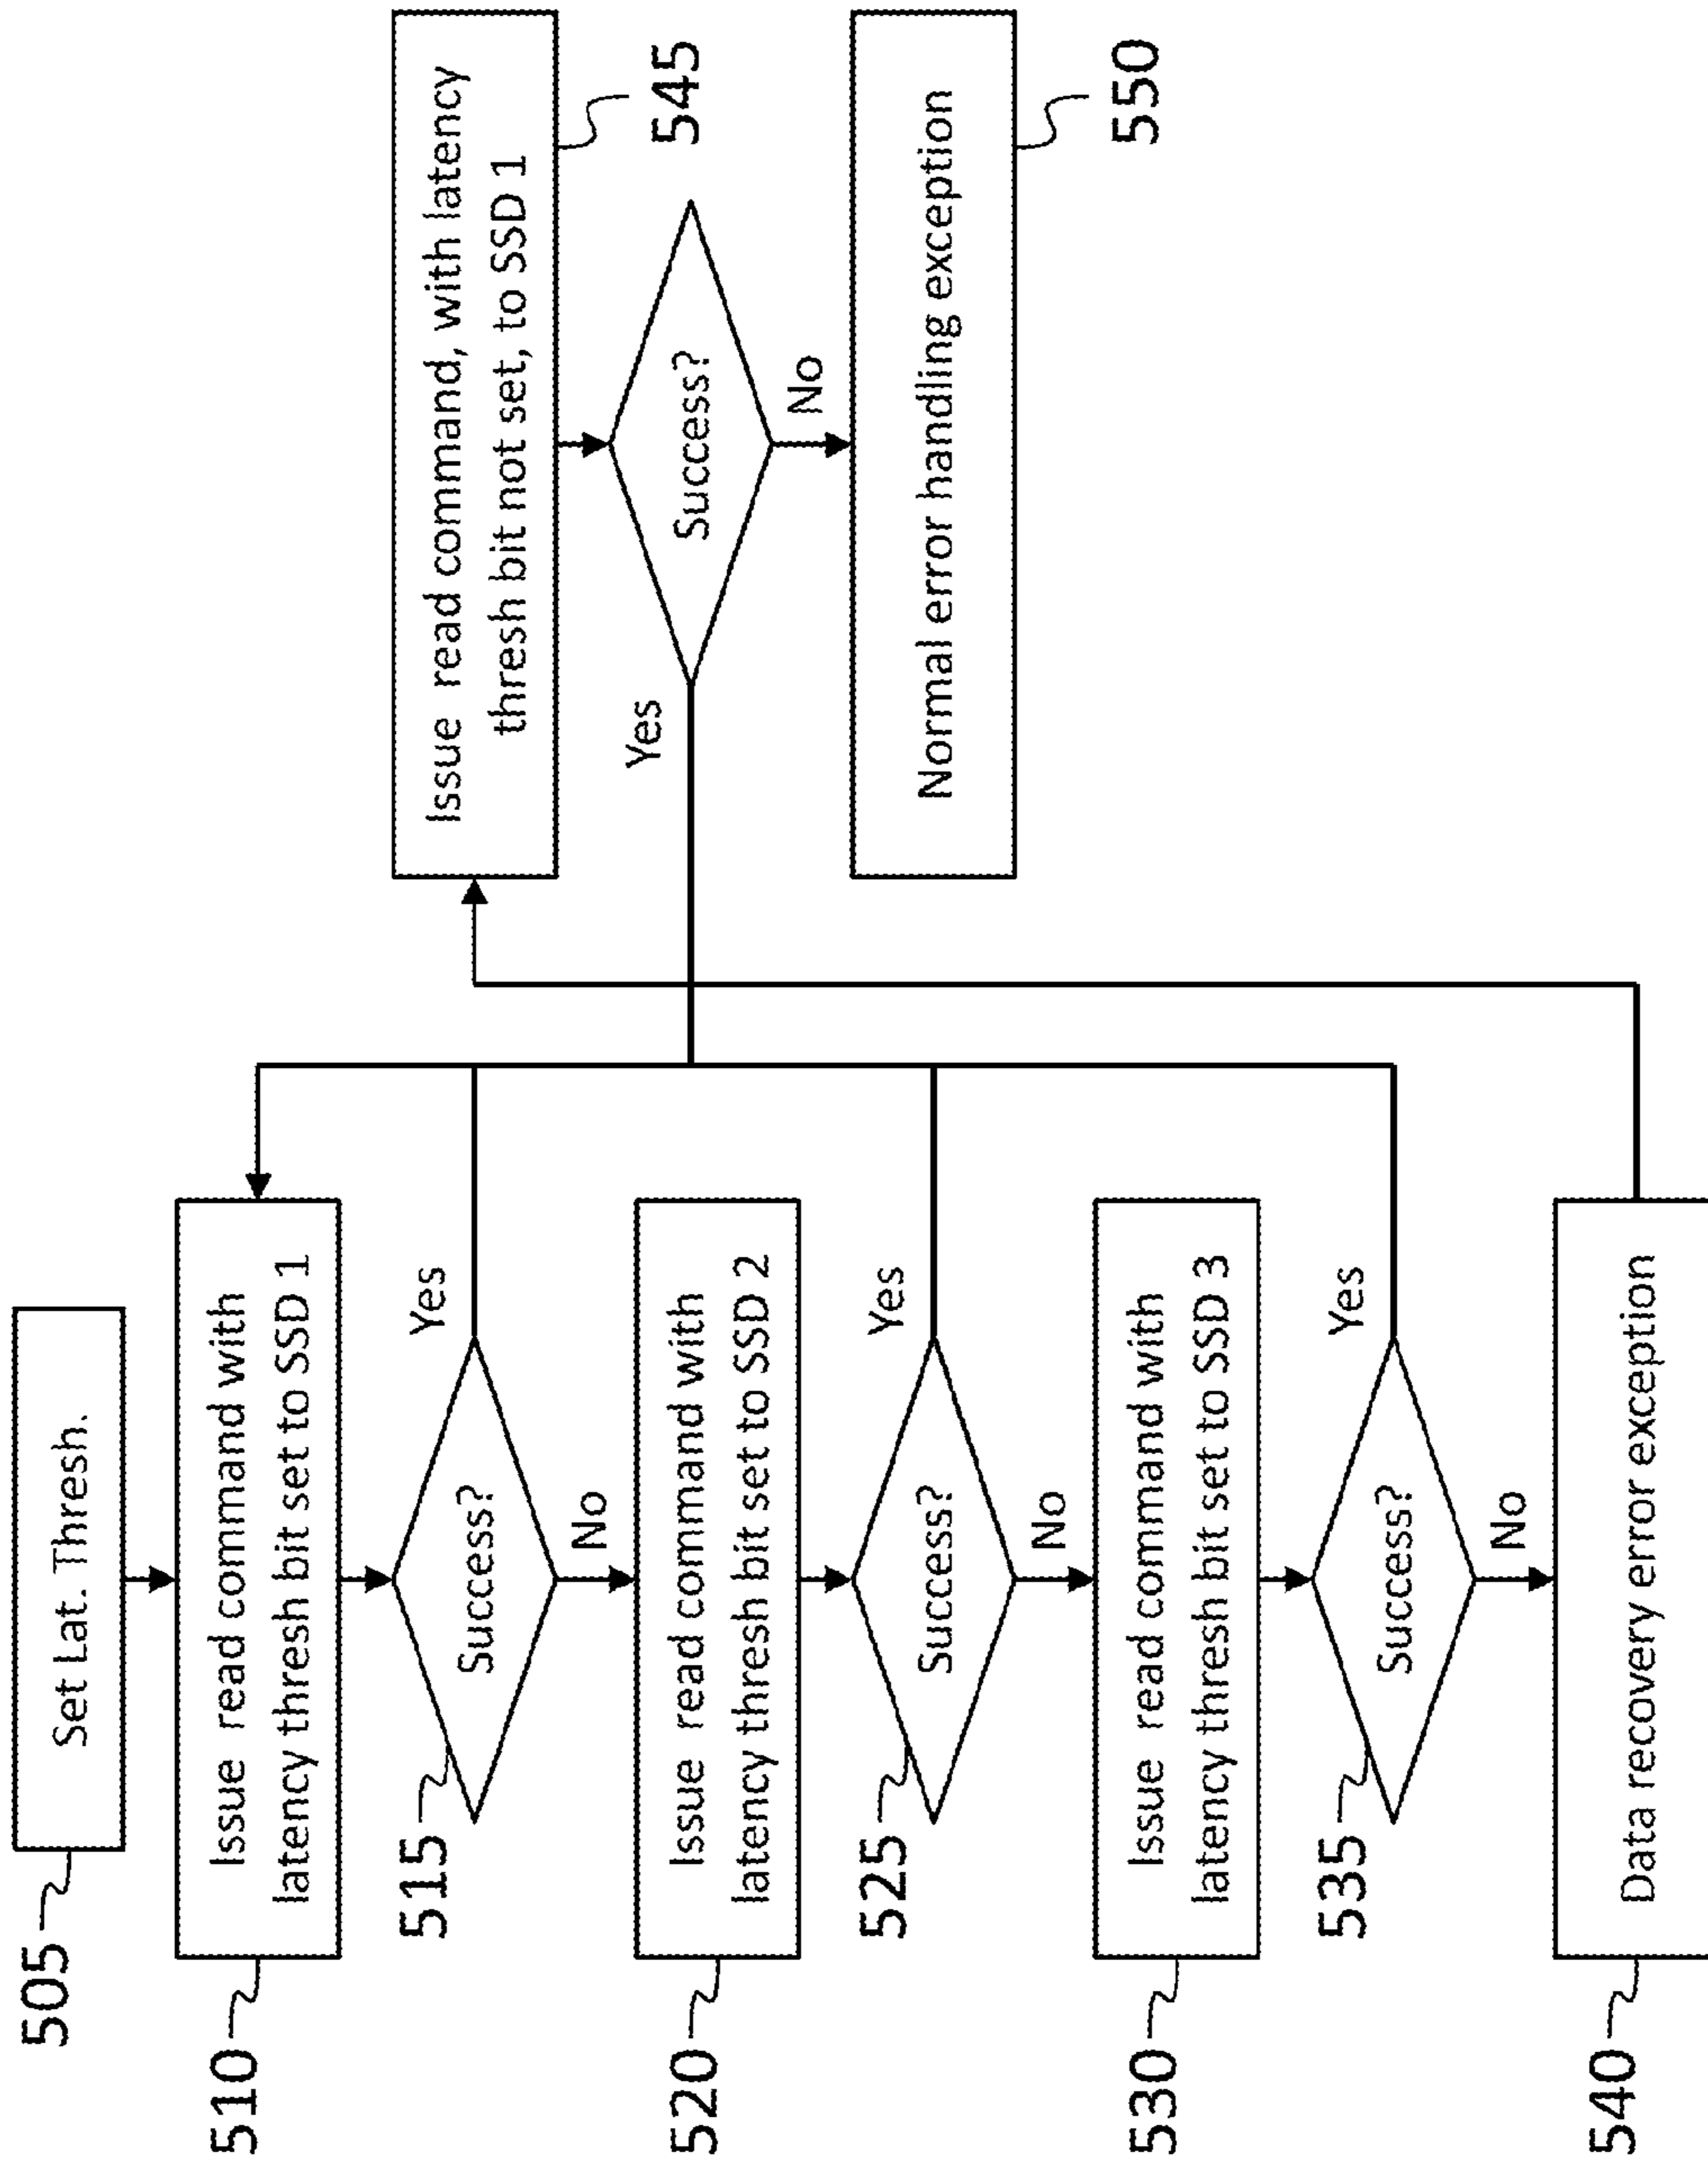 505
Set Lat. Thresh.
510
Issue read command with
latency thresh bit set to SSD 1
515
Success?
Yes
No
520
Issue read command with
latency thresh bit set to SSD 2
525
Success?
Yes
No
530
Issue read command with
latency thresh bit set to SSD 3
535
Success?
Yes
No
540
Data recovery error exception
Issue read command, with latency
thresh bit not set, to SSD 1
545
Success?
Yes
No
Normal error handling exception
550